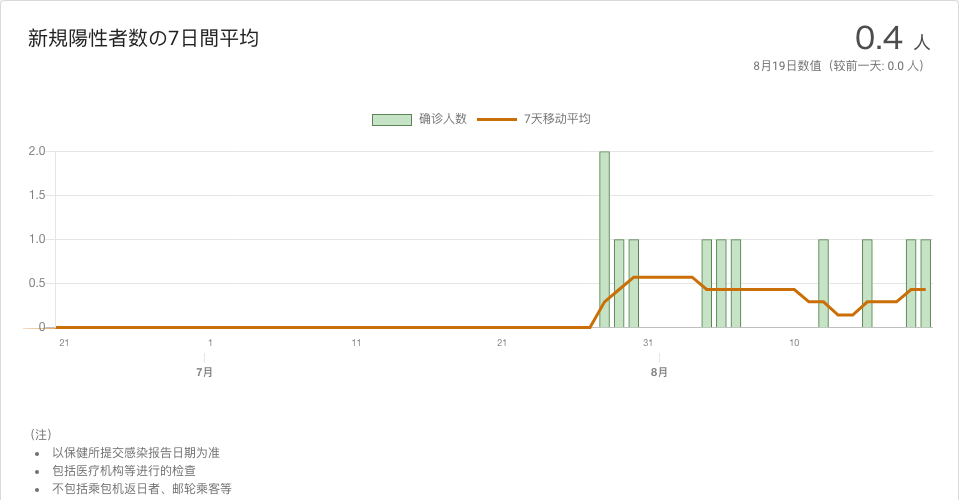 新規陽性者数の7日間平均
0.4 人
8月19日数值（较前一天: 0.0 人）
确诊人数 7天移动平均
2.0
1.5
1.0
0.5
0
21 1 11 21 31 10
7月 8月
（注）
以保健所提交感染报告日期为准
包括医疗机构等进行的检查
不包括乘包机返日者、邮轮乘客等